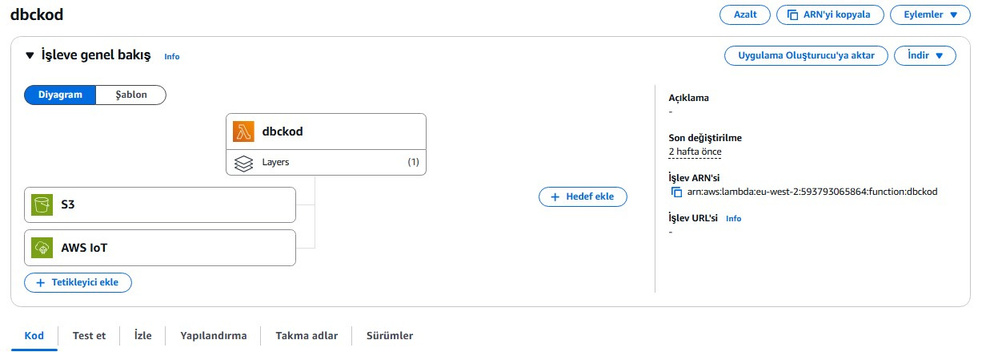 dbckod
Azalt
ARN'yi kopyala
Eylemler
İşleve genel bakış
Info
Uygulama Oluşturucu'ya aktar
İndir
Diyagram
Şablon
dbckod
Layers
(1)
S3
AWS IoT
Tetikleyici ekle
Hedef ekle
Açıklama
-
Son değiştirilme
2 hafta önce
İşlev ARN'si
arn:aws:lambda:eu-west-2:593793065864:function:dbckod
İşlev URL'si Info
-
Kod
Test et
İzle
Yapılandırma
Takma adlar
Sürümler